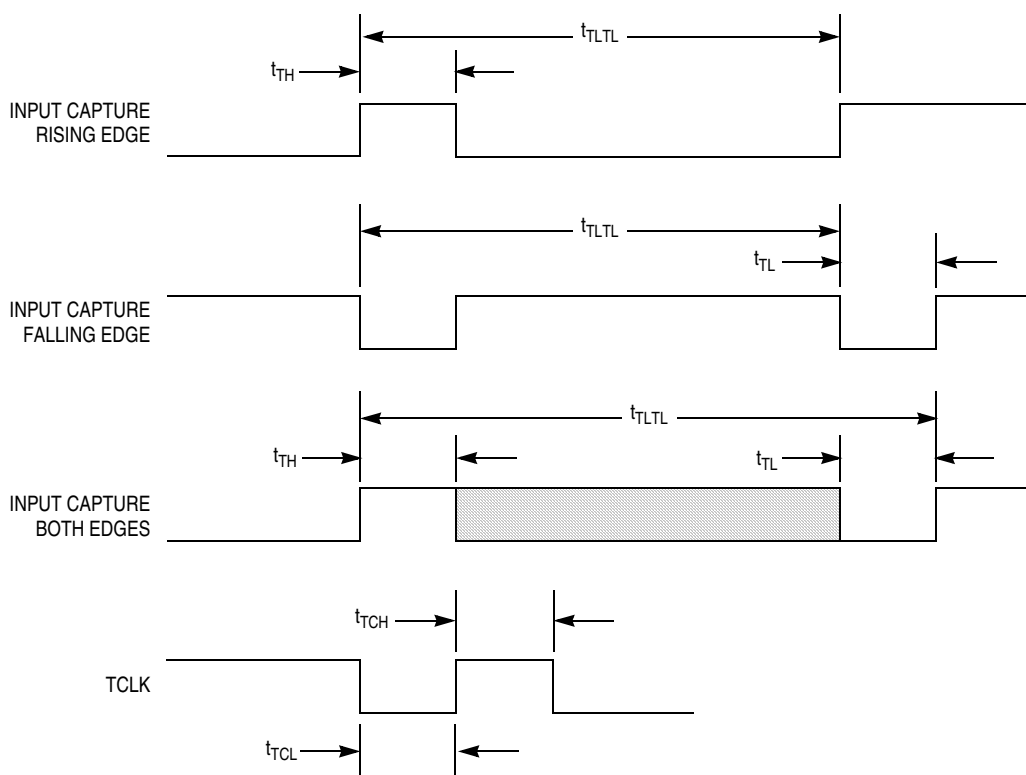 tTLTL
tTH
INPUT CAPTURE
RISING EDGE
tTLTL
tTL
INPUT CAPTURE
FALLING EDGE
tTLTL
tTH
tTL
INPUT CAPTURE
BOTH EDGES
tTCH
TCLK
tTCL